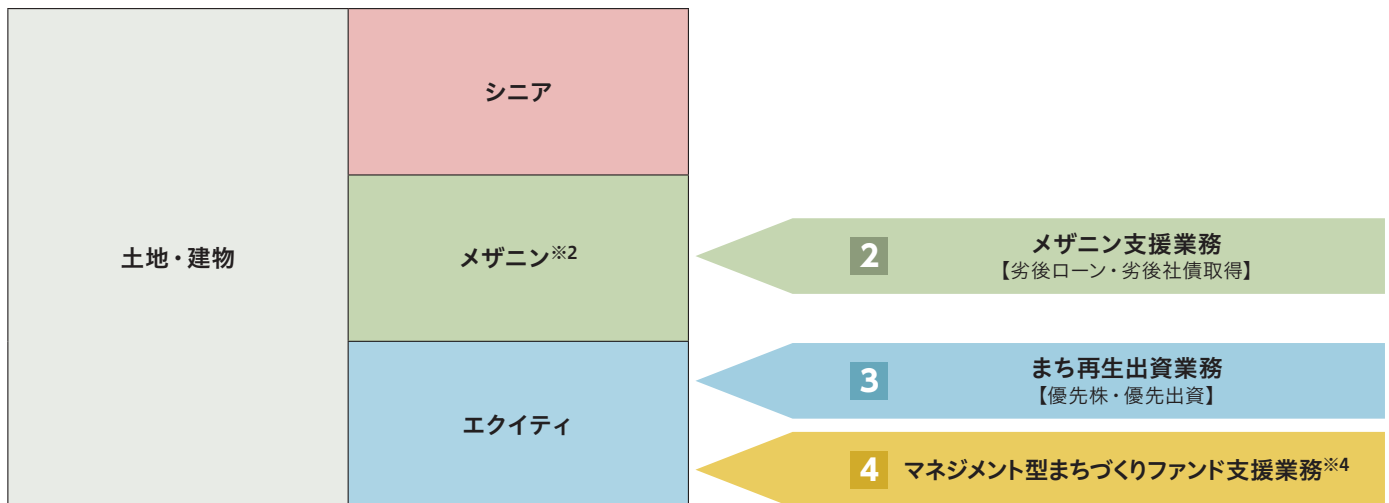 土地・建物
シニア
メザニン※2
エクイティ
2
メザニン支援業務
【劣後ローン・劣後社債取得】
3
まち再生出資業務
【優先株・優先出資】
4
マネジメント型まちづくりファンド支援業務※4